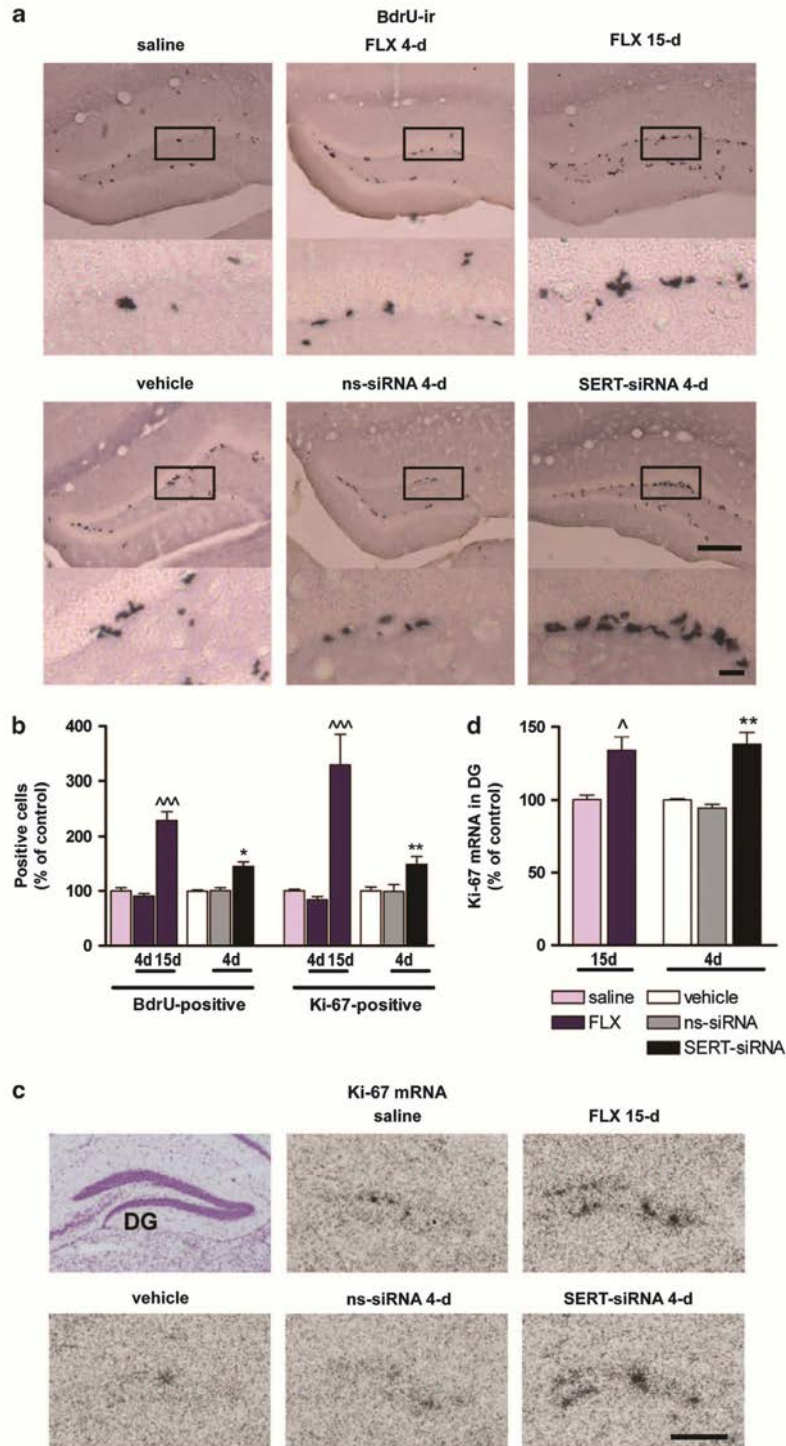 a
BdrU-ir
saline
FLX 4-d
FLX 15-d
vehicle
ns-siRNA 4-d
SERT-siRNA 4-d
b
Positive cells
(% of control)
400
300
200
100
0
^^^
*
^^^
**
4d 15d
4d
4d 15d
4d
BdrU-positive
Ki-67-positive
d
Ki-67 mRNA in DG
(% of control)
150
100
50
0
^
**
15d
4d
saline
vehicle
FLX
ns-siRNA
SERT-siRNA
c
Ki-67 mRNA
saline
FLX 15-d
DG
vehicle
ns-siRNA 4-d
SERT-siRNA 4-d